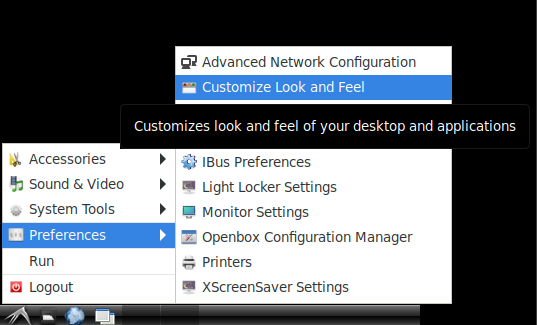 Advanced Network Configuration
Customize Look and Feel
Customizes look and feel of your desktop and applications
Accessories
IBus Preferences
Sound & Video
Light Locker Settings
System Tools
Monitor Settings
Preferences
Openbox Configuration Manager
Run
Printers
Logout
XScreenSaver Settings